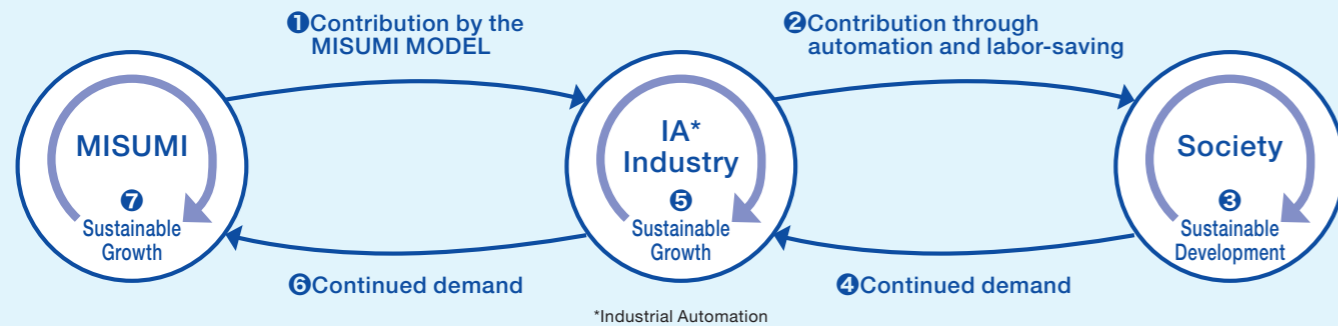 ❶Contribution by the
MISUMI MODEL
❷Contribution through
automation and labor-saving
MISUMI
❼
Sustainable
Growth
IA*
Industry
❺
Sustainable
Growth
Society
❸
Sustainable
Development
❻Continued demand
❹Continued demand
*Industrial Automation